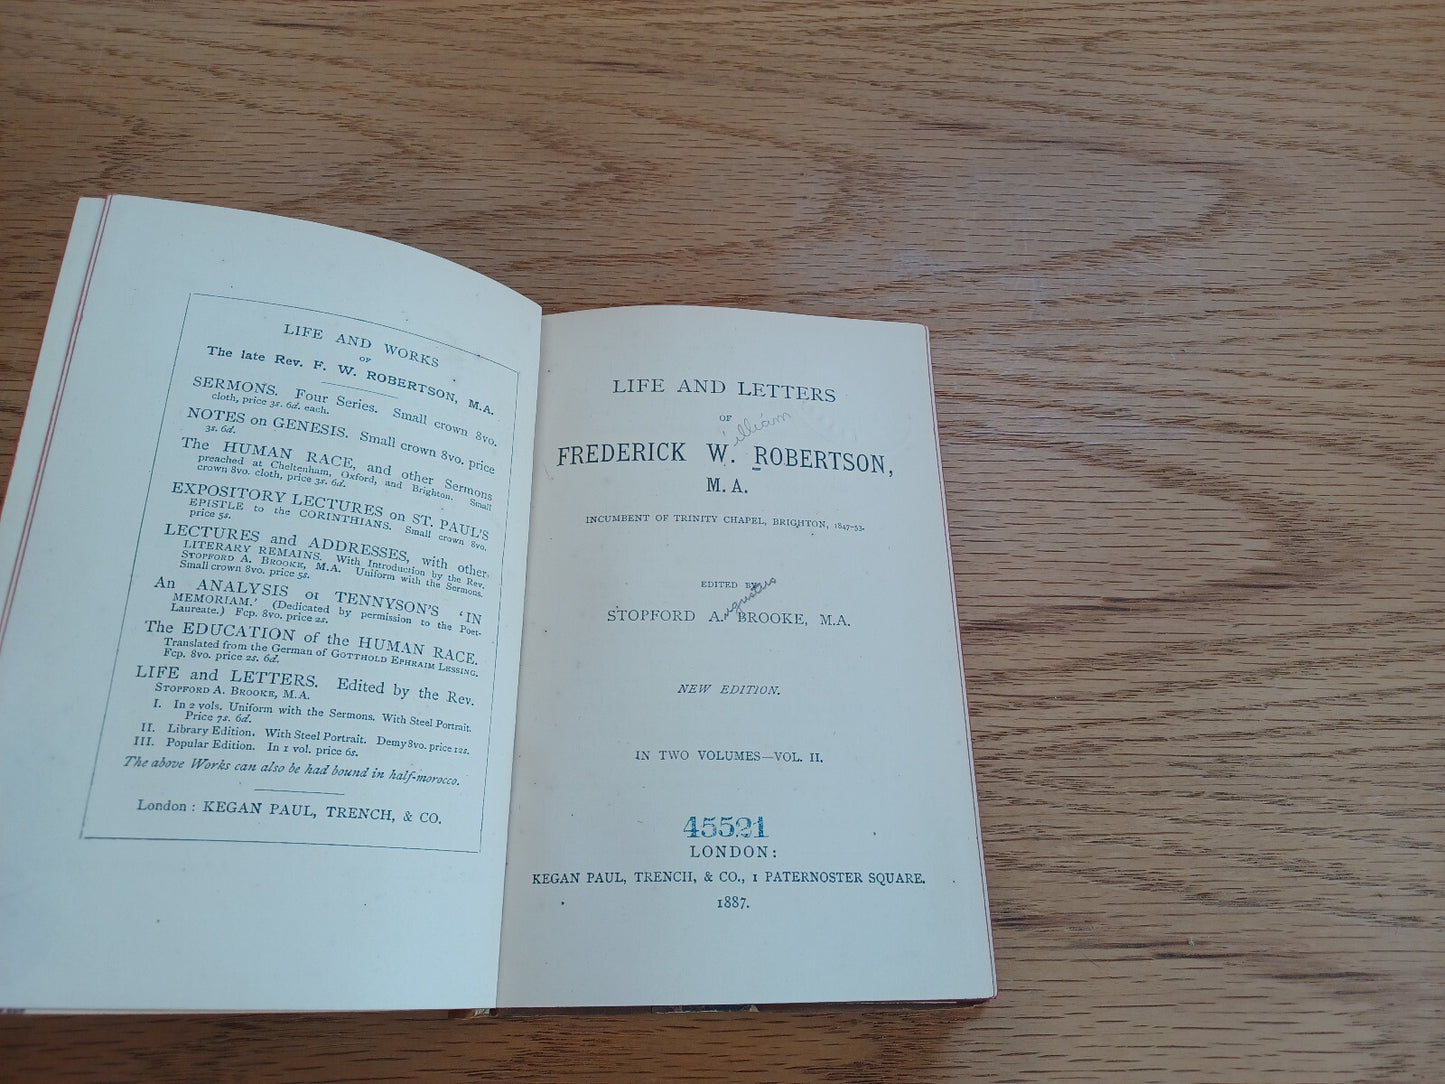 LIFE AND WORKS
OF
The late Rev. F. W. ROBERTSON, M.A.
SERMONS. Four Series. Small crown 8vo.
cloth, price 3s. 6d. each.
NOTES on GENESIS. Small crown 8vo. price
3s. 6d.
The HUMAN RACE, and other Sermons
preached at Cheltenham, Oxford, and Brighton. Small
crown 8vo. cloth, price 3s. 6d.
EXPOSITORY LECTURES on ST. PAUL'S
EPISTLE to the CORINTHIANS. Small crown 8vo.
price 5s.
LECTURES and ADDRESSES, with other
LITERARY REMAINS. With Introduction by the Rev.
STOPFORD A. BROOKE, M.A. Uniform with the Sermons.
Small crown 8vo. price 5s.
An ANALYSIS of TENNYSON'S 'IN
MEMORIAM.' (Dedicated by permission to the Poet-
Laureate.) Fcp. 8vo. price 2s.
The EDUCATION of the HUMAN RACE.
Translated from the German of GOTTHOLD EPHRAIM LESSING.
Fcp. 8vo. price 2s. 6d.
LIFE and LETTERS. Edited by the Rev.
STOPFORD A. BROOKE, M.A.
I. In 2 vols. Uniform with the Sermons. With Steel Portrait.
Price 7s. 6d.
II. Library Edition. With Steel Portrait. Demy 8vo. price 12s.
III. Popular Edition. In 1 vol. price 6s.
The above Works can also be had bound in half-morocco.
London: KEGAN PAUL, TRENCH, & CO.
LIFE AND LETTERS
OF
illiam
FREDERICK W. ROBERTSON,
M.A.
INCUMBENT OF TRINITY CHAPEL, BRIGHTON, 1847-53.
EDITED BY
ugustus
STOPFORD A. BROOKE, M.A.
NEW EDITION.
IN TWO VOLUMES—VOL. II.
45521
LONDON:
KEGAN PAUL, TRENCH, & CO., 1 PATERNOSTER SQUARE.
1887.